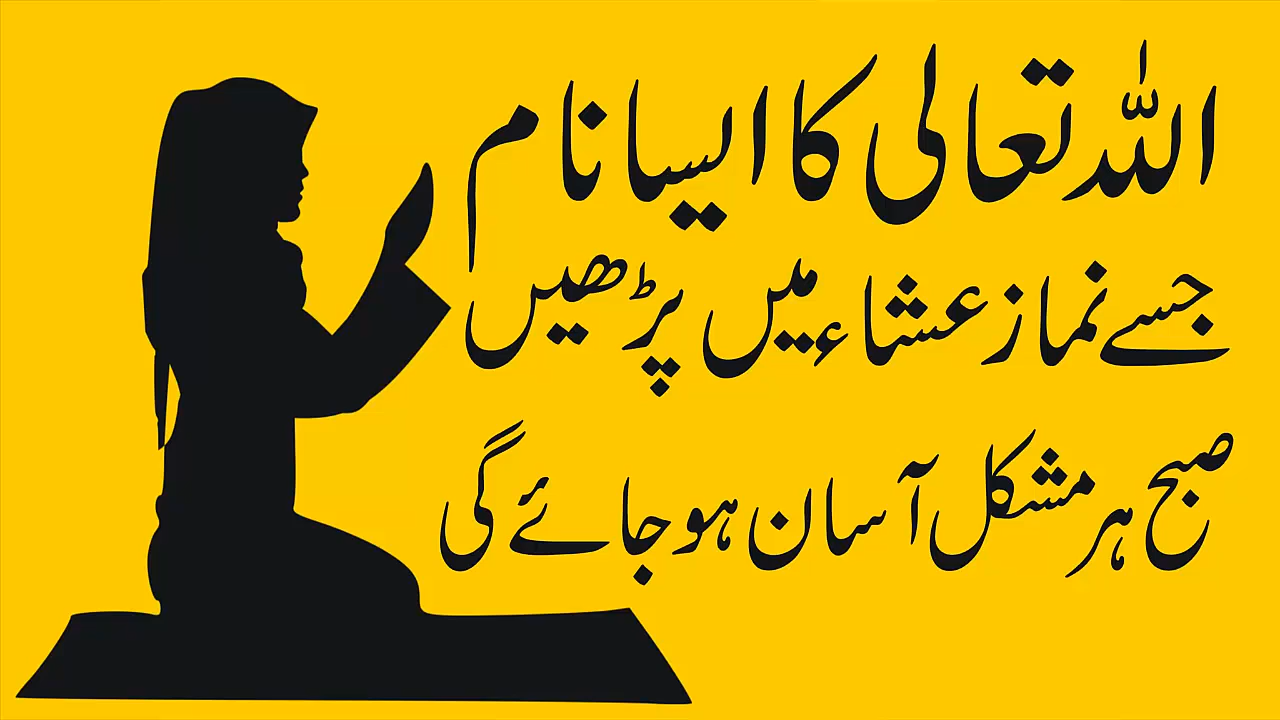 اللہ تعالی کا ایسا نام
جسے نماز عشاء میں پڑھیں
صبح ہر مشکل آسان ہو جائے گی